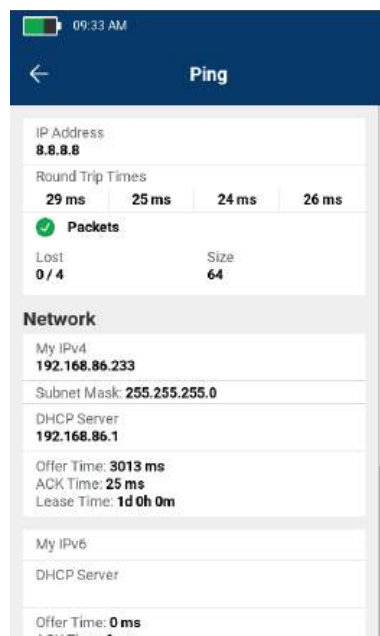 09:33 AM
Ping
IP Address
8.8.8.8
Round Trip Times
29 ms 25 ms 24 ms 26 ms
Packets
Lost Size
0 / 4 64
Network
My IPv4
192.168.86.233
Subnet Mask: 255.255.255.0
DHCP Server
192.168.86.1
Offer Time: 3013 ms
ACK Time: 25 ms
Lease Time: 1d 0h 0m
My IPv6
DHCP Server
Offer Time: 0 ms